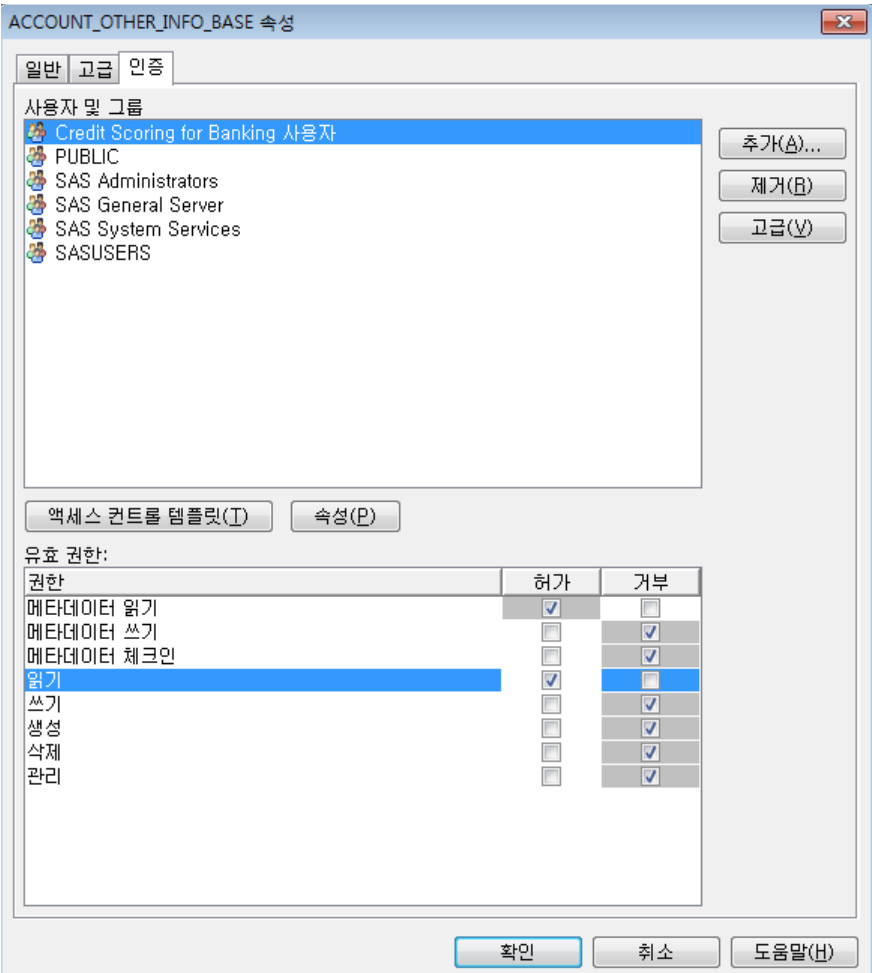 ACCOUNT_OTHER_INFO_BASE 속성
일반 고급 인증
사용자 및 그룹
Credit Scoring for Banking 사용자
PUBLIC
SAS Administrators
SAS General Server
SAS System Services
SASUSERS
추가(A)...
제거(R)
고급(V)
액세스 컨트롤 템플릿(T) 속성(P)
유효 권한:
권한 허가 거부
메타데이터 읽기
메타데이터 쓰기
메타데이터 체크인
읽기
쓰기
생성
삭제
관리
확인 취소 도움말(H)